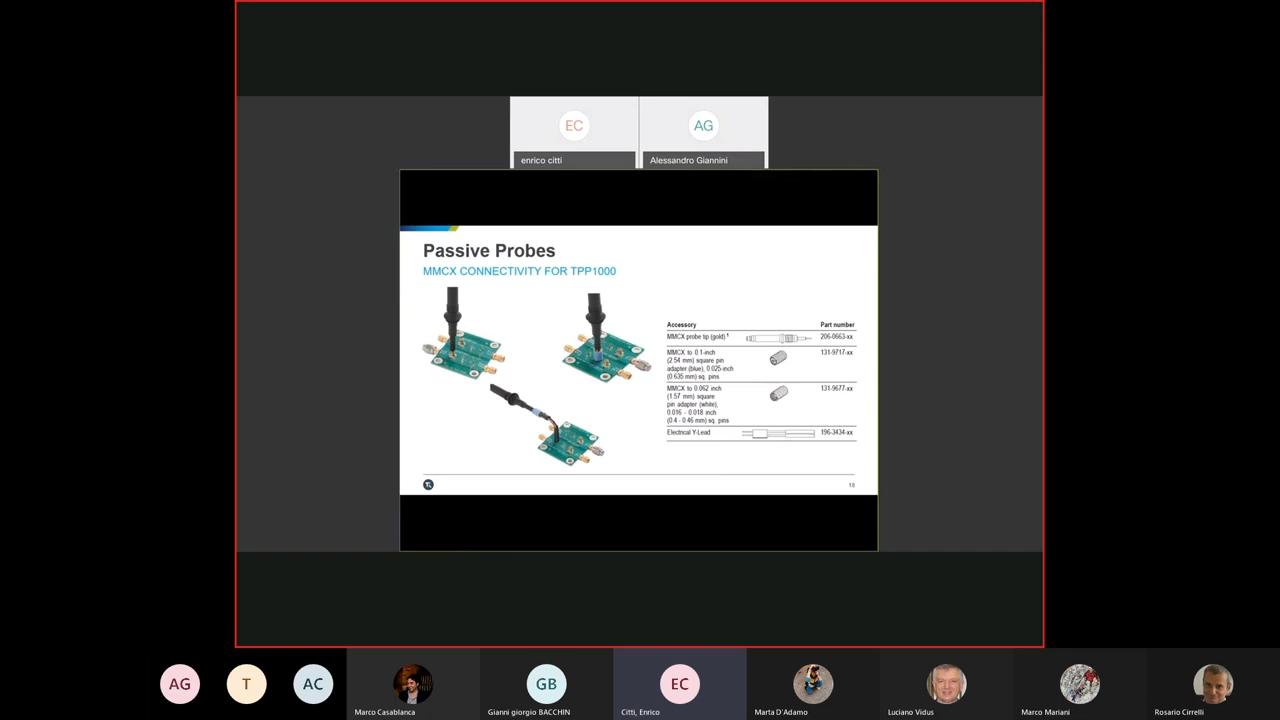 EC
AG
enrico citti
Alessandro Giannini
Passive Probes
MMCX CONNECTIVITY FOR TPP1000
Accessory Part number
MMCX probe tip (gold) 1 206-0663-xx
MMCX to 0.1-inch
(2.54 mm) square pin
adapter (blue), 0.025-inch
(0.635 mm) sq. pins
131-9717-xx
MMCX to 0.062 inch
(1.57 mm) square
pin adapter (white),
0.016 - 0.018 inch
(0.4 - 0.46 mm) sq. pins
131-9677-xx
Electrical Y-Lead 196-3434-xx
18
AG
T
AC
GB
EC
Marco Casablanca
Gianni giorgio BACCHIN
Citti, Enrico
Marta D'Adamo
Luciano Vidus
Marco Mariani
Rosario Cirrelli